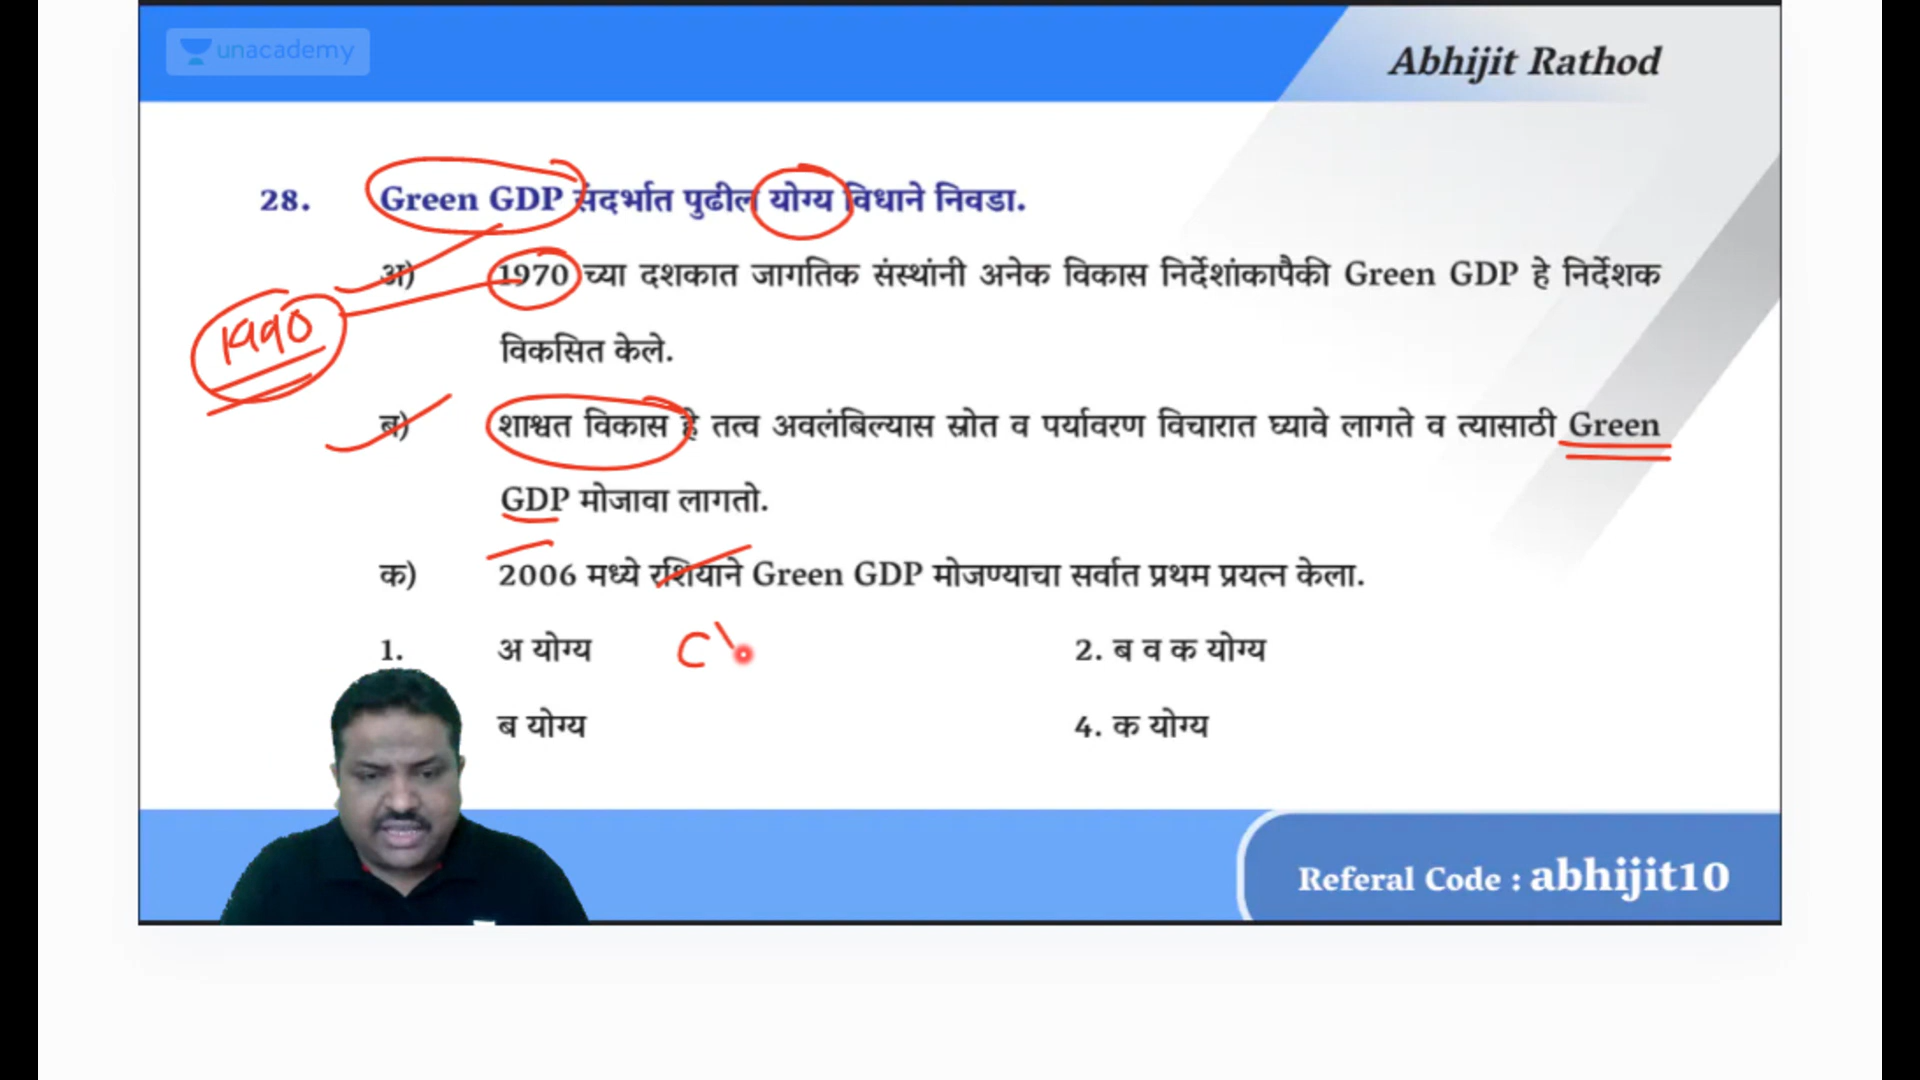 unacademy
Abhijit Rathod
28. Green GDP संदर्भात पुढील योग्य विधाने निवडा.
अ) 1970 च्या दशकात जागतिक संस्थांनी अनेक विकास निर्देशांकापैकी Green GDP हे निर्देशक
विकसित केले.
1990
ब) शाश्वत विकास हे तत्व अवलंबिल्यास स्रोत व पर्यावरण विचारात घ्यावे लागते व त्यासाठी Green
GDP मोजावा लागतो.
क) 2006 मध्ये रशियाने Green GDP मोजण्याचा सर्वात प्रथम प्रयत्न केला.
1. अ योग्य
2. ब व क योग्य
ब योग्य
4. क योग्य
Referal Code : abhijit10